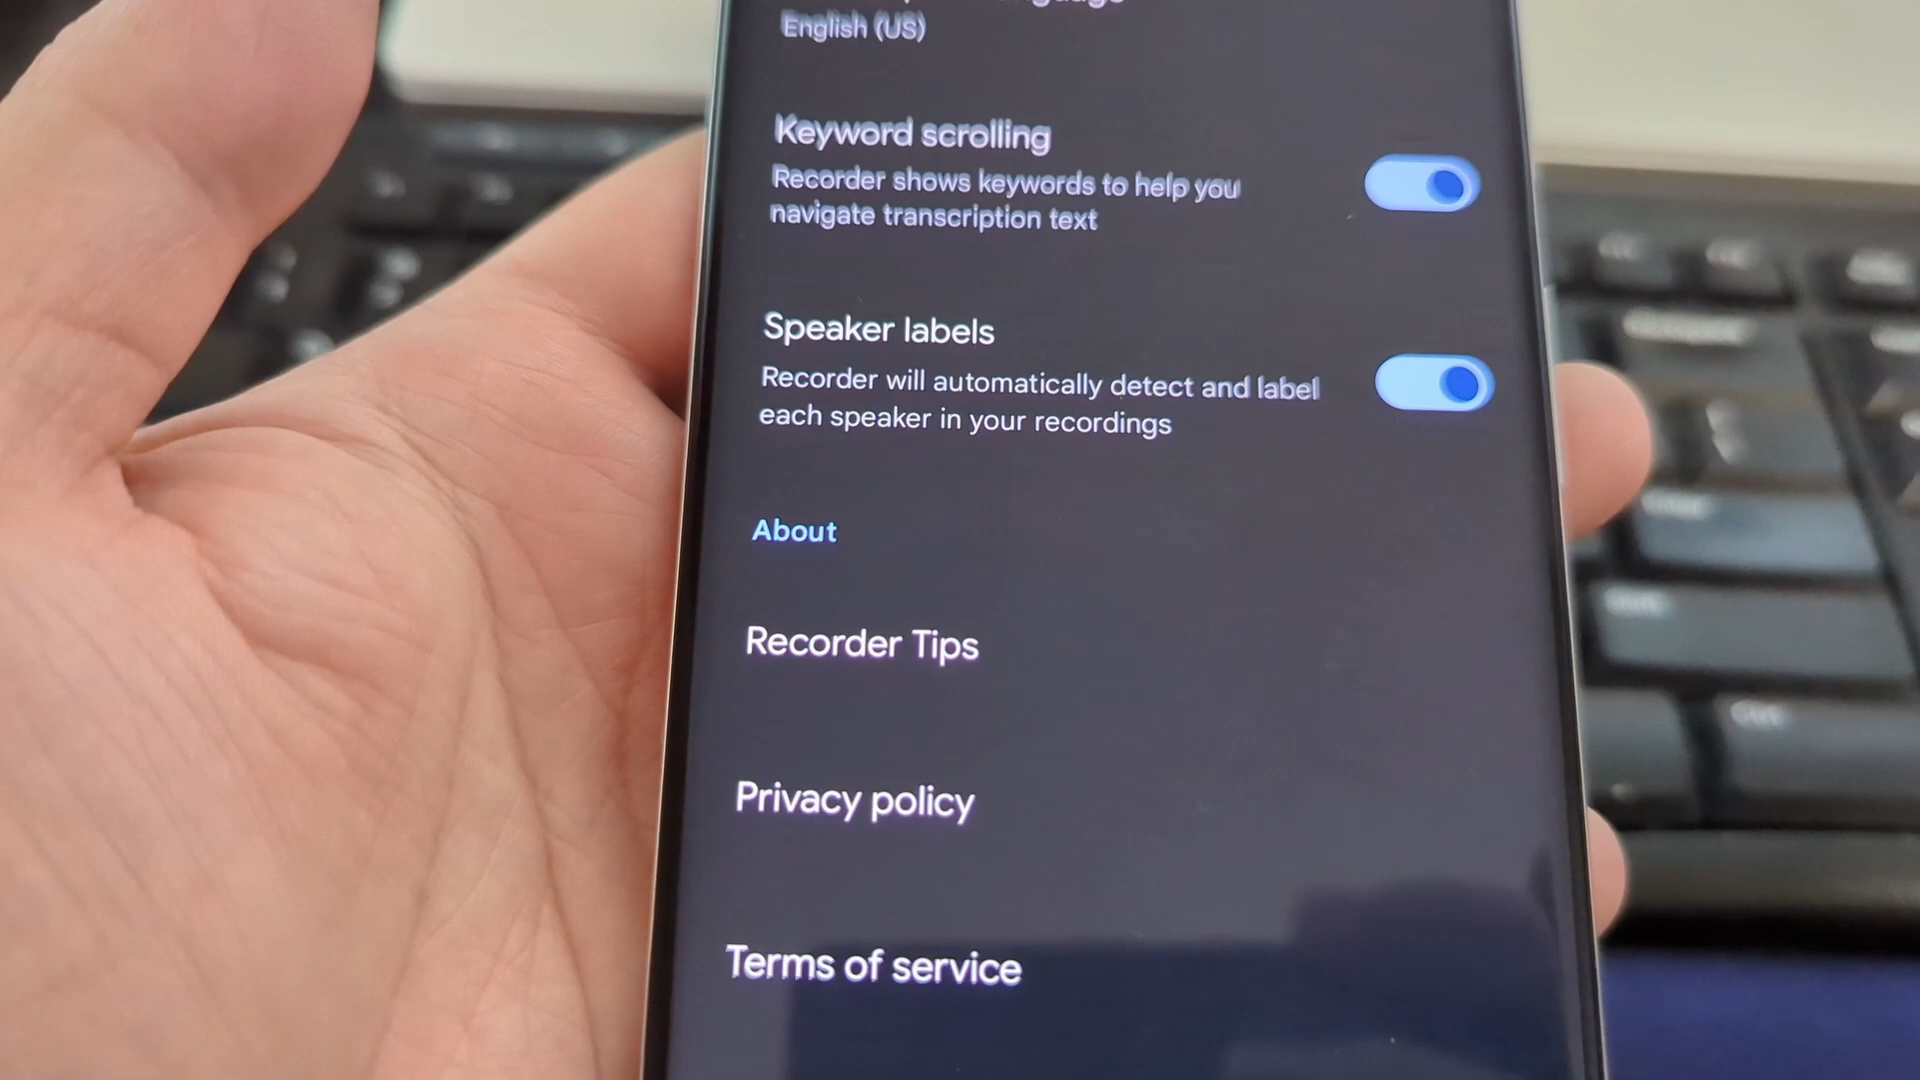 English (US)
Keyword scrolling
Recorder shows keywords to help you
navigate transcription text
Speaker labels
Recorder will automatically detect and label
each speaker in your recordings
About
Recorder Tips
Privacy policy
Terms of service